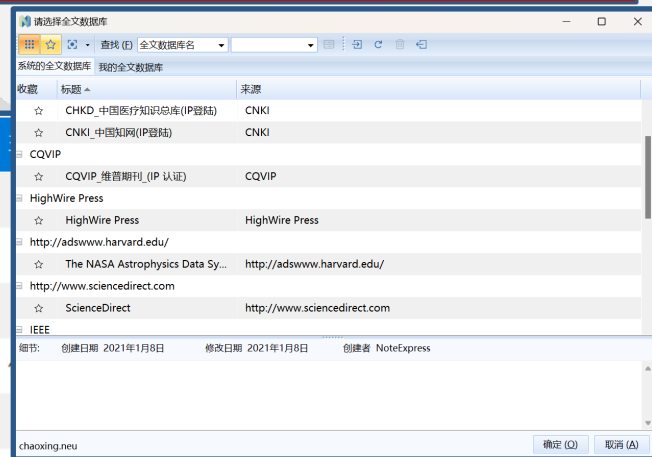 请选择全文数据库
查找 (F) 全文数据库名
系统的全文数据库 我的全文数据库
收藏 标题 来源
CHKD_中国医疗知识总库(IP登陆) CNKI
CNKI_中国知网(IP登陆) CNKI
CQVIP
CQVIP_维普期刊_(IP 认证) CQVIP
HighWire Press
HighWire Press HighWire Press
http://adswww.harvard.edu/
The NASA Astrophysics Data Sy... http://adswww.harvard.edu/
http://www.sciencedirect.com
ScienceDirect http://www.sciencedirect.com
IEEE
细节: 创建日期 2021年1月8日 修改日期 2021年1月8日 创建者 NoteExpress
chaoxing.neu 确定 (O) 取消 (A)